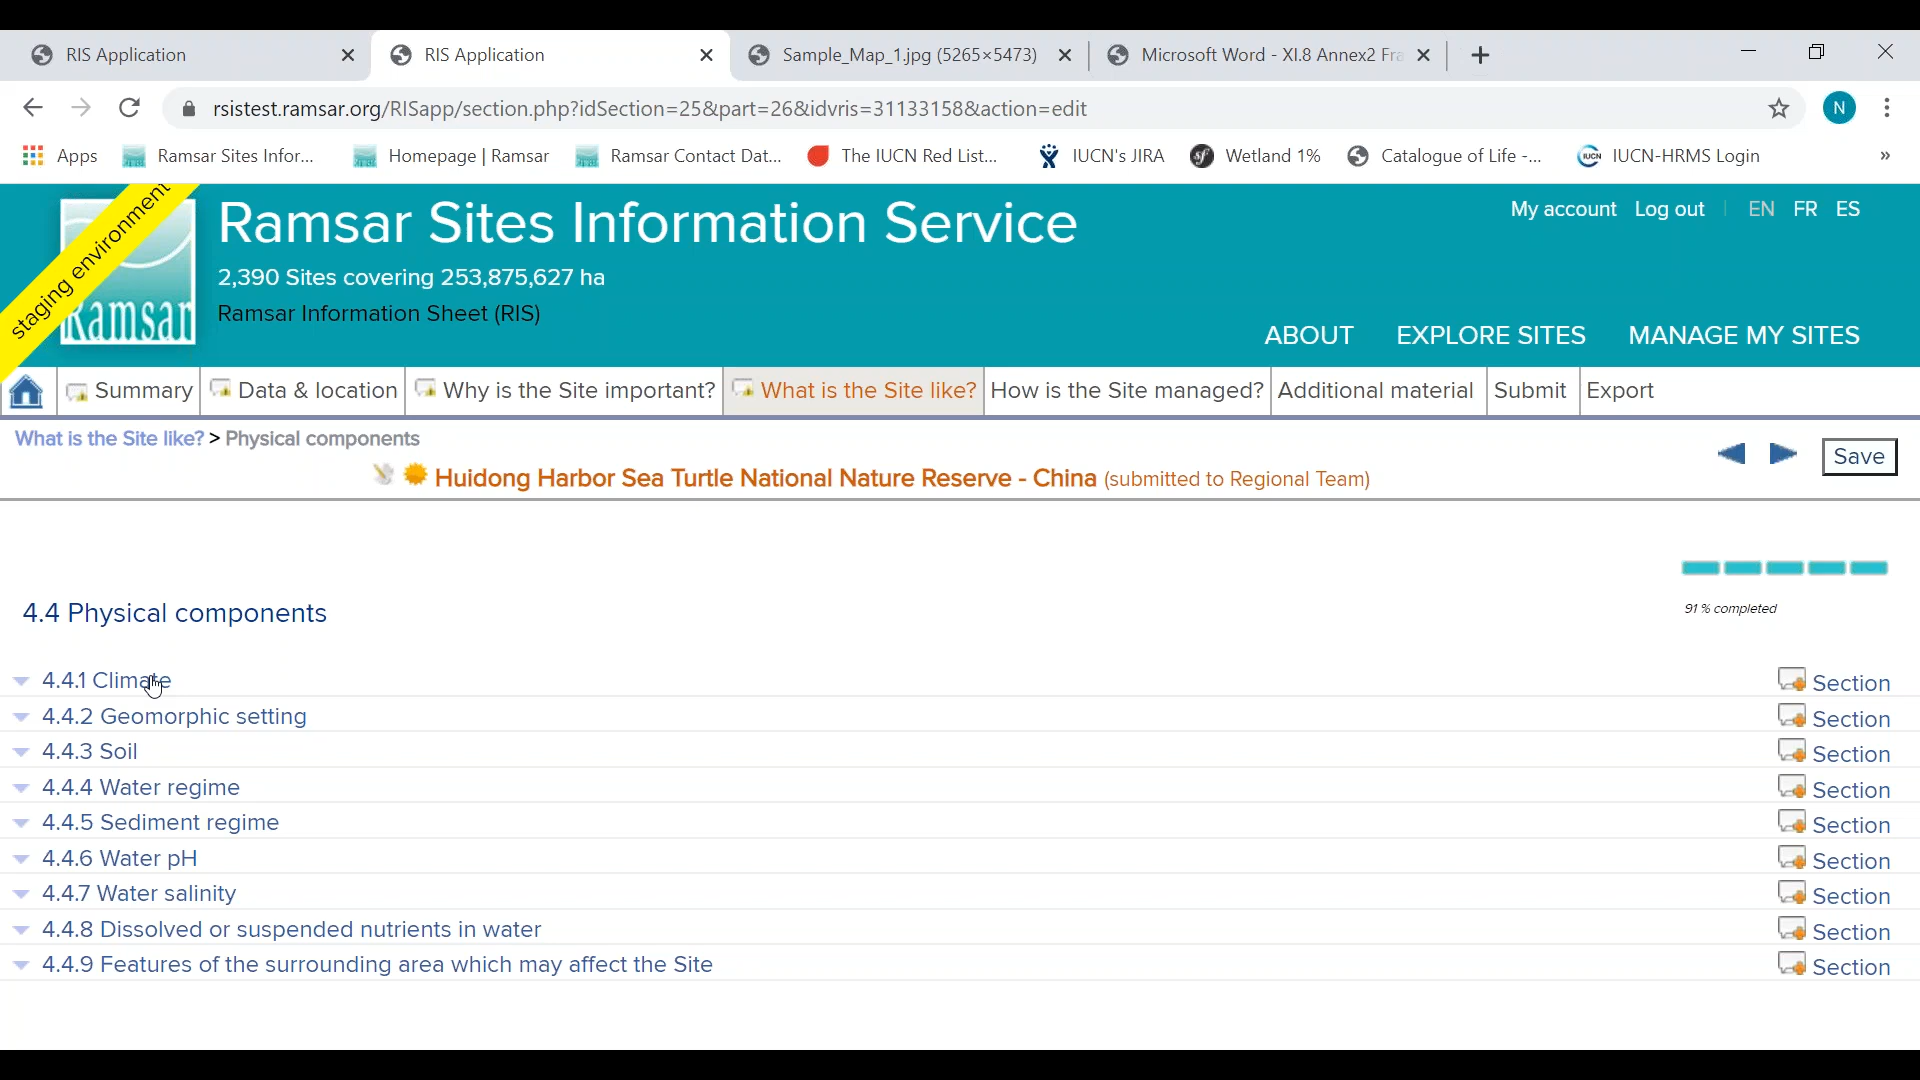 RIS Application
RIS Application
Sample_Map_1.jpg (5265×5473)
Microsoft Word - XI.8 Annex2 Fra
rsistest.ramsar.org/RISapp/section.php?idSection=25&part=26&idvris=31133158&action=edit
N
Apps
Ramsar Sites Infor...
Homepage | Ramsar
Ramsar Contact Dat...
The IUCN Red List...
IUCN's JIRA
Wetland 1%
Catalogue of Life -...
IUCN-HRMS Login
»
staging environment
Ramsar
Ramsar Sites Information Service
2,390 Sites covering 253,875,627 ha
Ramsar Information Sheet (RIS)
My account Log out | EN FR ES
ABOUT EXPLORE SITES MANAGE MY SITES
Summary
Data & location
Why is the Site important?
What is the Site like?
How is the Site managed?
Additional material
Submit
Export
What is the Site like? > Physical components
Huidong Harbor Sea Turtle National Nature Reserve - China (submitted to Regional Team)
Save
91 % completed
4.4 Physical components
4.4.1 Climate
Section
4.4.2 Geomorphic setting
Section
4.4.3 Soil
Section
4.4.4 Water regime
Section
4.4.5 Sediment regime
Section
4.4.6 Water pH
Section
4.4.7 Water salinity
Section
4.4.8 Dissolved or suspended nutrients in water
Section
4.4.9 Features of the surrounding area which may affect the Site
Section